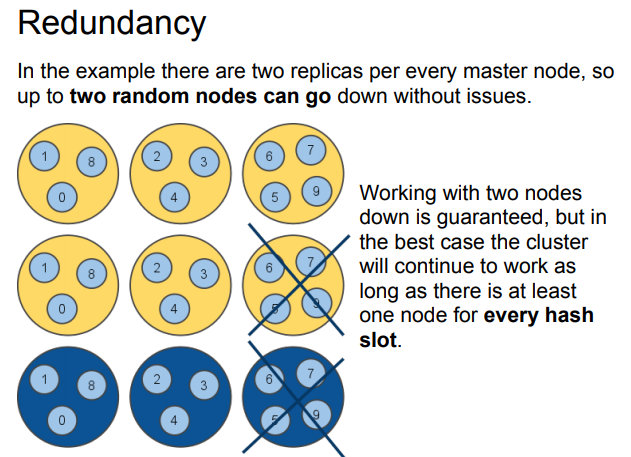 Redundancy
In the example there are two replicas per every master node, so
up to two random nodes can go down without issues.
1 8 2 3 6 7
0 4 5 9
Working with two nodes
down is guaranteed, but in
the best case the cluster
will continue to work as
long as there is at least
one node for every hash
slot.
1 8 2 3 6 7
0 4 5 9
1 8 2 3 6 7
0 4 5 9